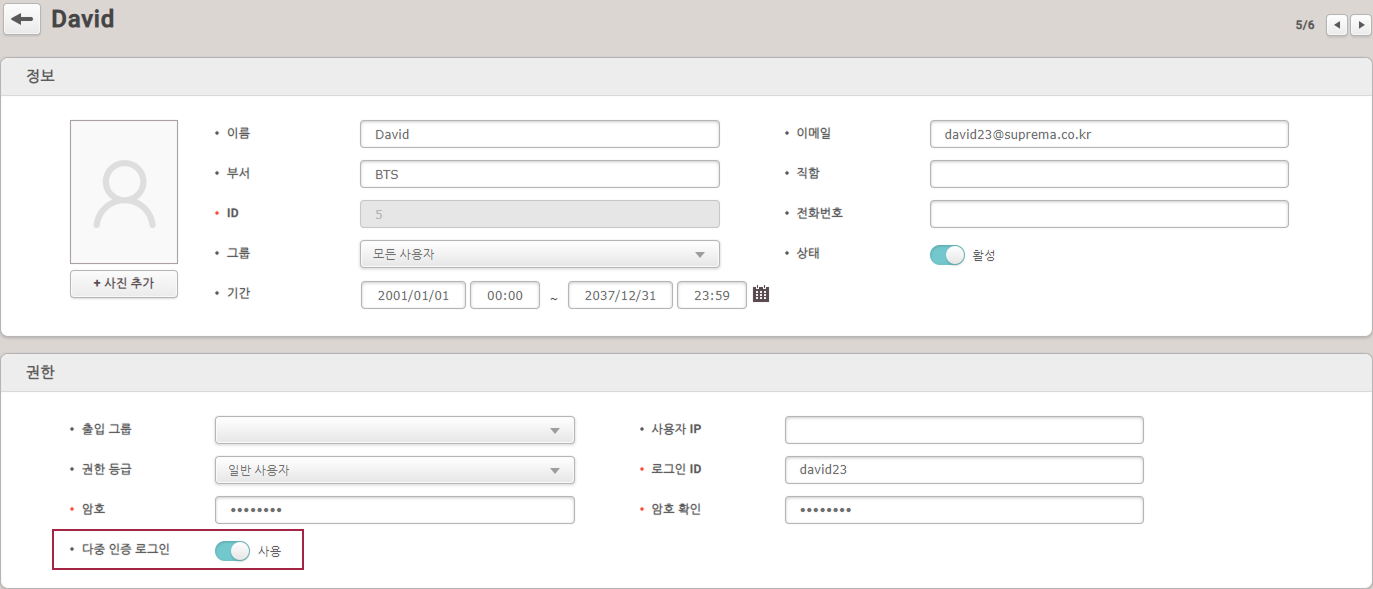 David
5/6
정보
이름 David 이메일 david23@suprema.co.kr
부서 BTS 직함
ID 5 전화번호
그룹 모든 사용자 상태 활성
+ 사진 추가
기간 2001/01/01 00:00 ~ 2037/12/31 23:59
권한
출입 그룹 사용자 IP
권한 등급 일반 사용자 로그인 ID david23
암호 •••••••• 암호 확인 ••••••••
다중 인증 로그인 사용